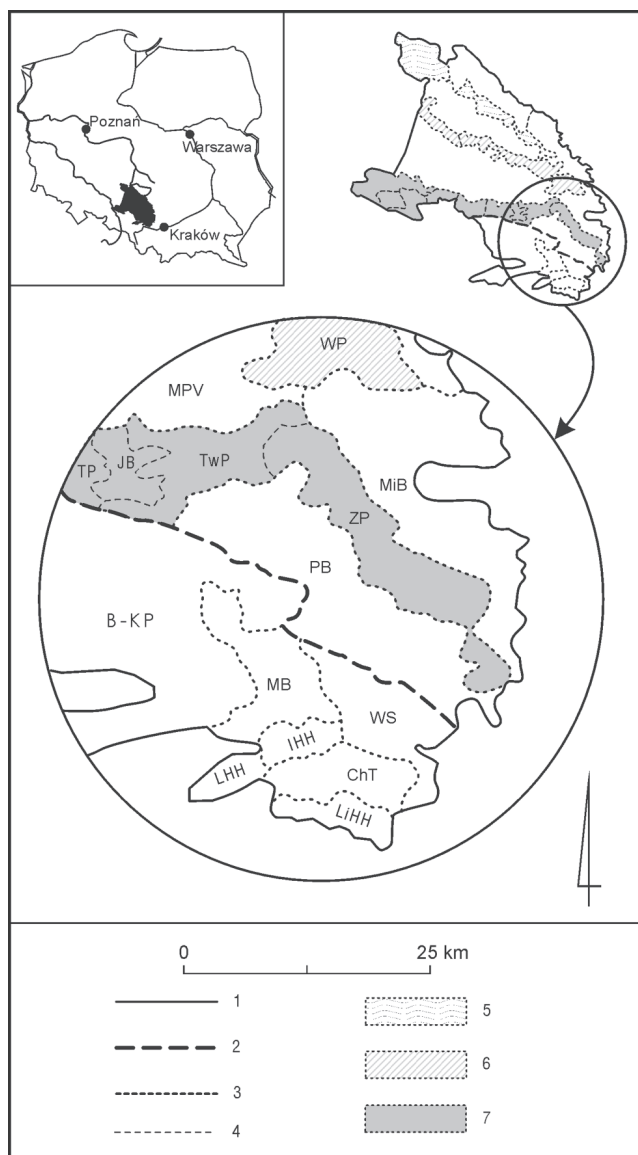 Poznań
Warszawa
Kraków
WP
MPV
TP
JB
TwP
MiB
ZP
PB
B-KP
MB
WS
IHH
LHH
ChT
LiHH
0 25 km
1
2
3
4
5
6
7